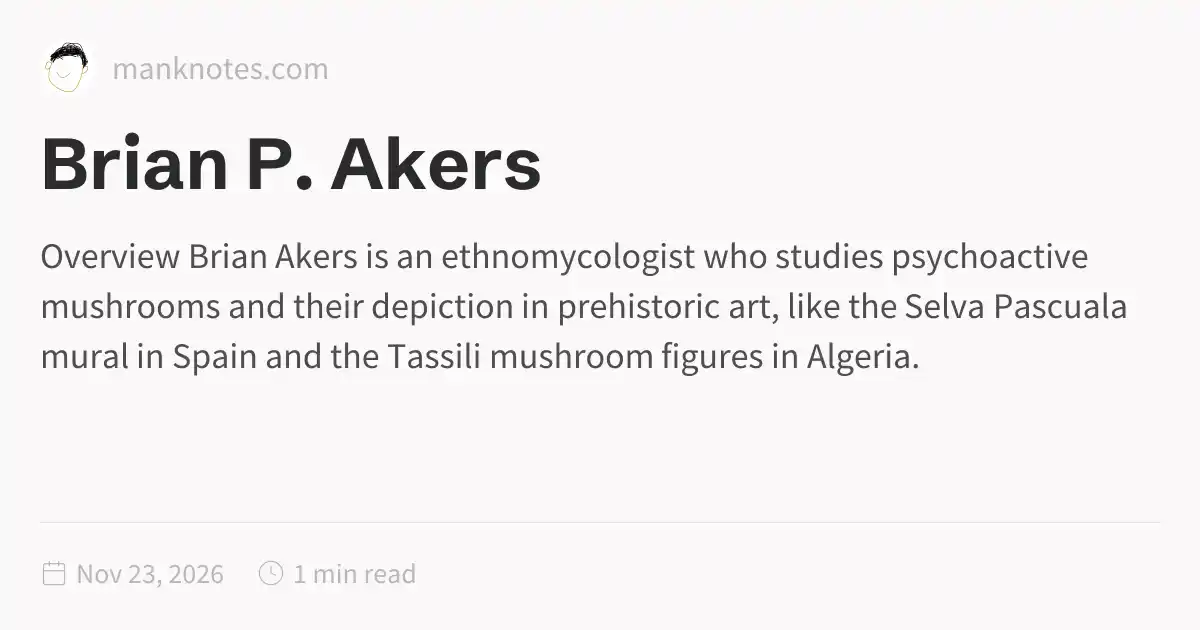 manknotes.com
Brian P. Akers
Overview Brian Akers is an ethnomycologist who studies psychoactive
mushrooms and their depiction in prehistoric art, like the Selva Pascuala
mural in Spain and the Tassili mushroom figures in Algeria.
Nov 23, 2026 1 min read